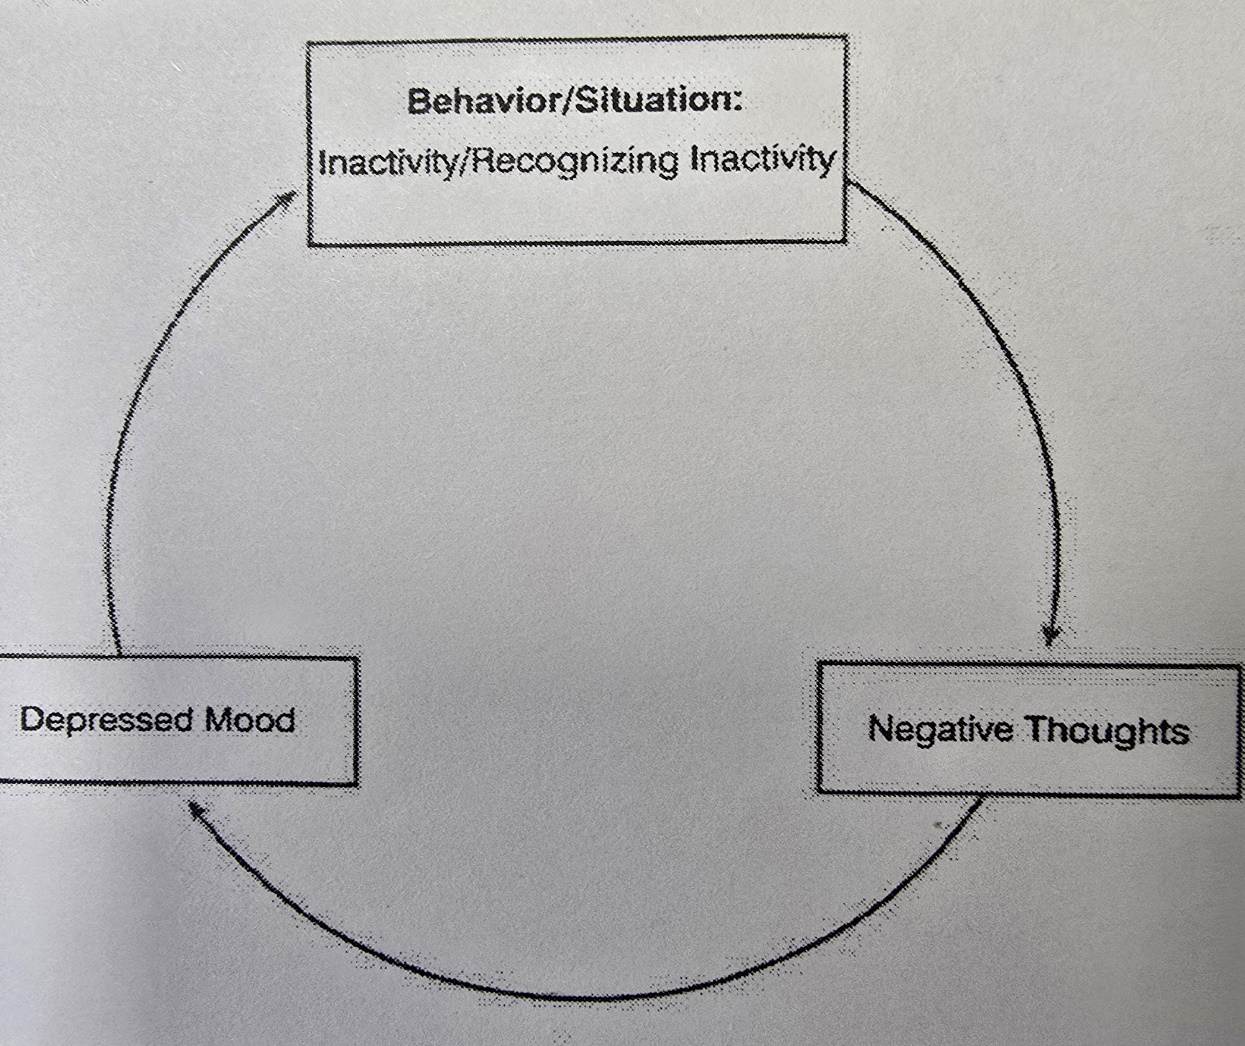 Behavior/Situation:
Inactivity/Recognizing Inactivity
Depressed Mood
Negative Thoughts